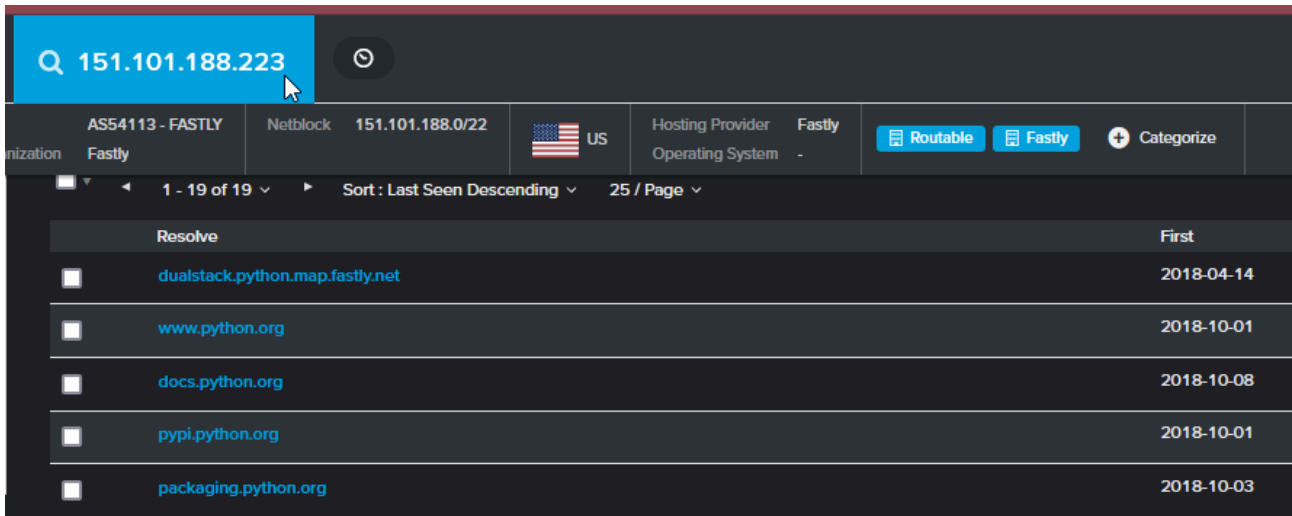 151.101.188.223
AS54113 - FASTLY Netblock 151.101.188.0/22 US Hosting Provider Fastly Routable Fastly Categorize
nization Fastly Operating System -
1 - 19 of 19 Sort : Last Seen Descending 25 / Page
Resolve First
dualstack.python.map.fastly.net 2018-04-14
www.python.org 2018-10-01
docs.python.org 2018-10-08
pypi.python.org 2018-10-01
packaging.python.org 2018-10-03